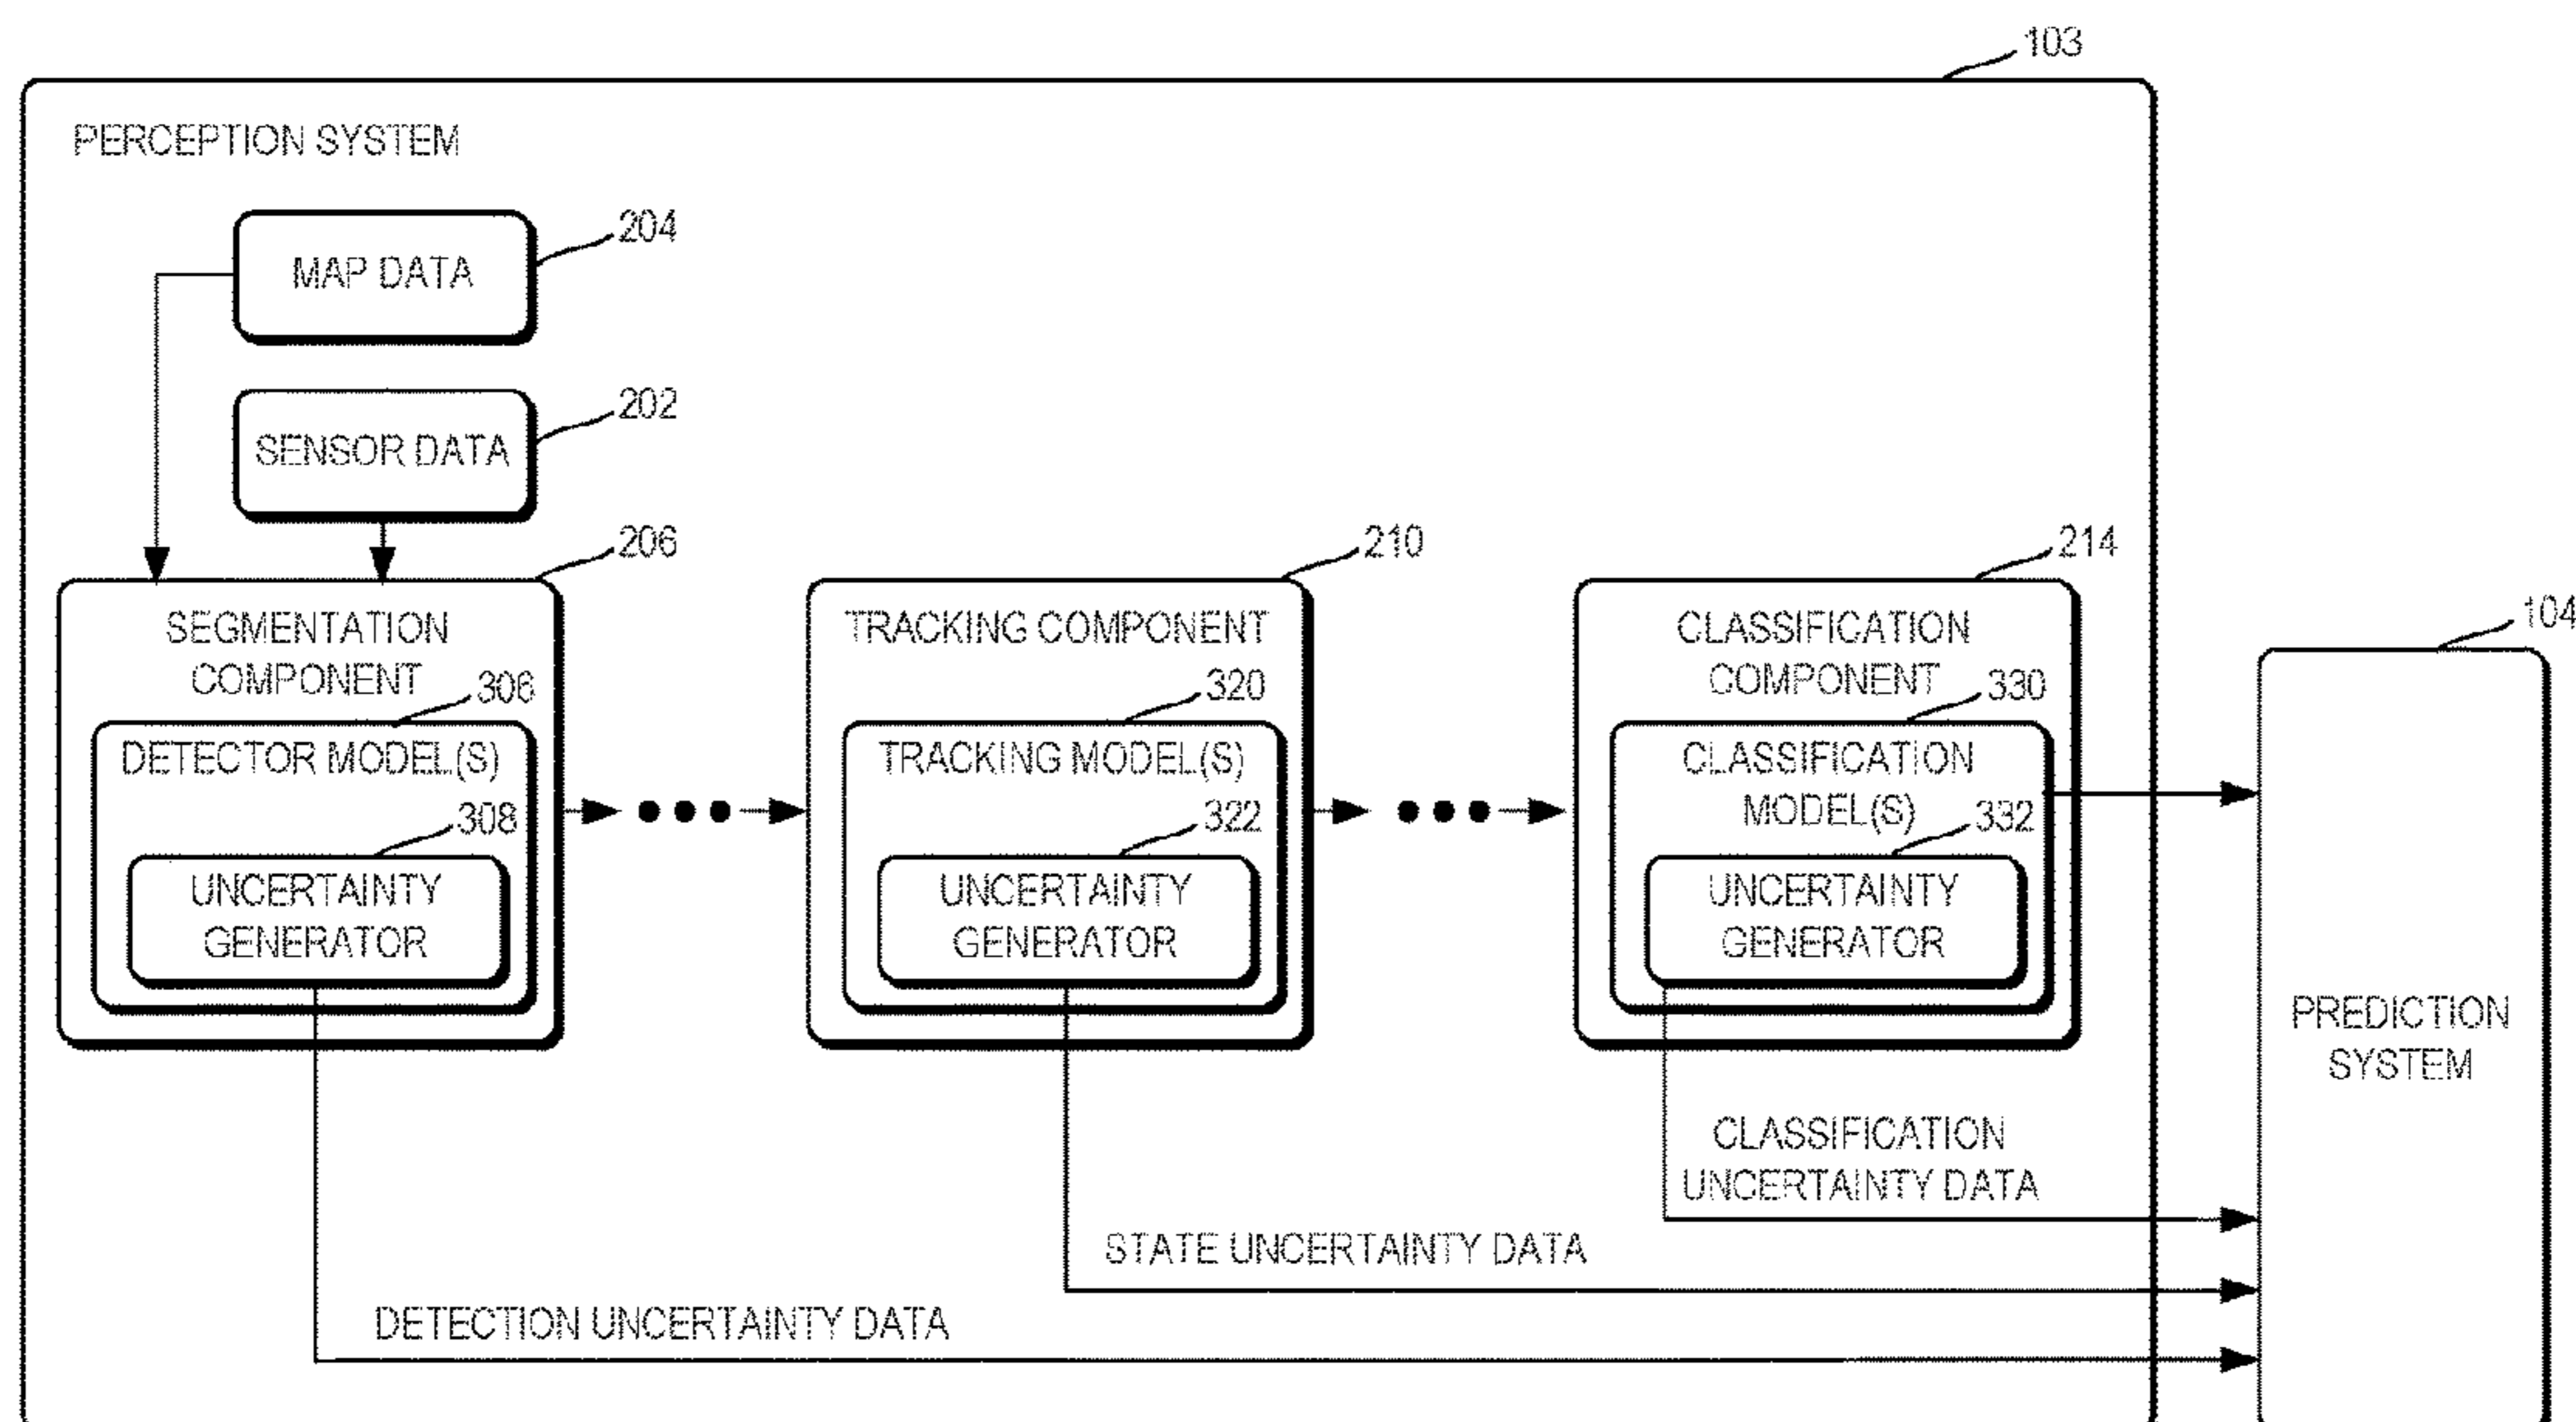 103
PERCEPTION SYSTEM
204
MAP DATA
202
SENSOR DATA
206
210
214
104
SEGMENTATION
COMPONENT
306
DETECTOR MODEL(S)
308
UNCERTAINTY
GENERATOR
TRACKING COMPONENT
320
TRACKING MODEL(S)
322
UNCERTAINTY
GENERATOR
CLASSIFICATION
COMPONENT
330
CLASSIFICATION
MODEL(S)
332
UNCERTAINTY
GENERATOR
PREDICTION
SYSTEM
CLASSIFICATION
UNCERTAINTY DATA
STATE UNCERTAINTY DATA
DETECTION UNCERTAINTY DATA